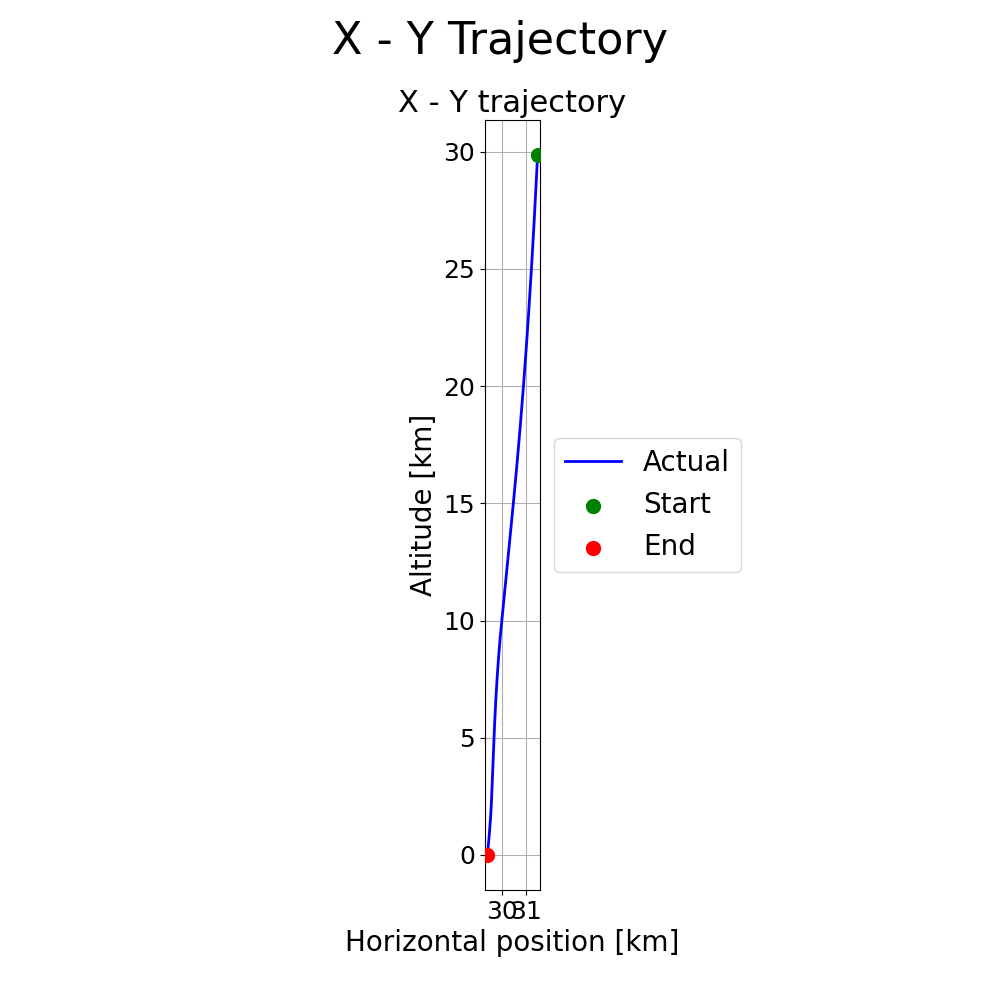 X - Y Trajectory
X - Y trajectory
30
25
20
15
10
5
0
Altitude [km]
Actual
Start
End
30 31
Horizontal position [km]